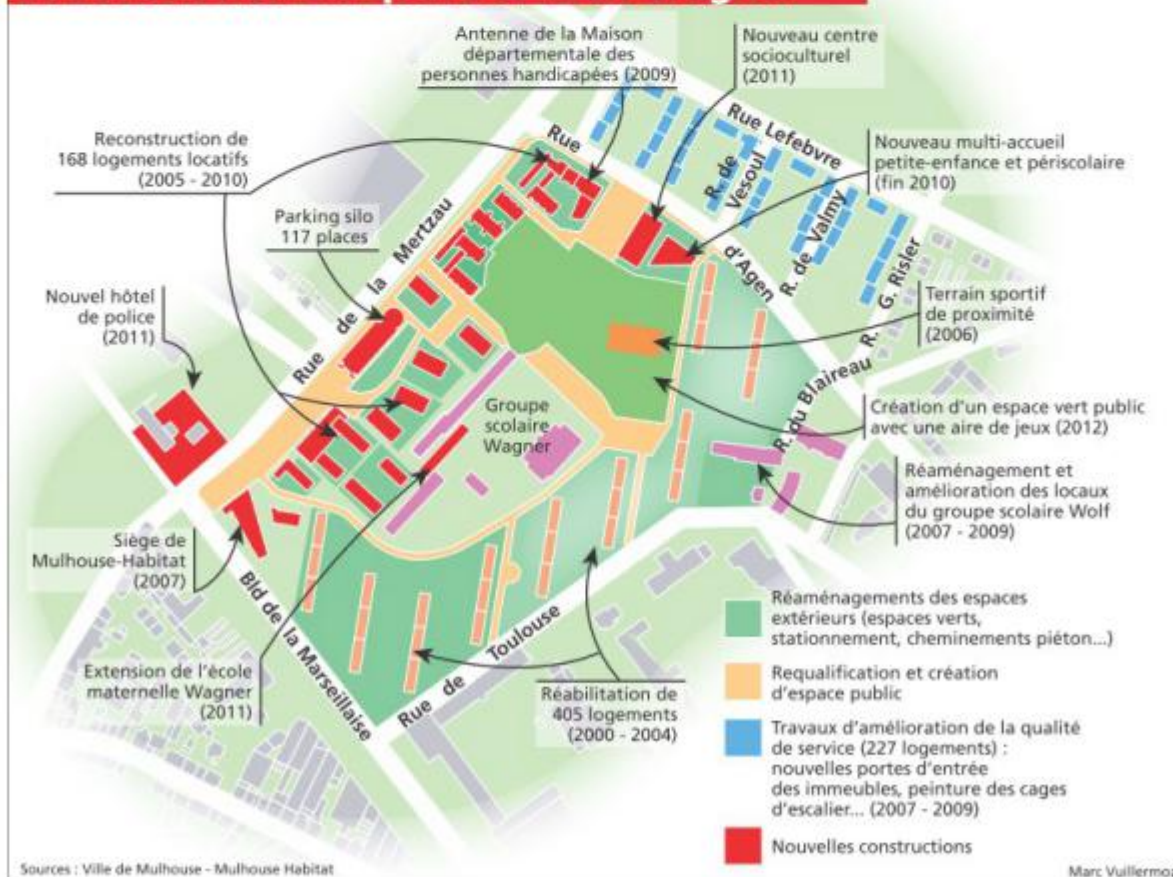 Antenne de la Maison
départementale des
personnes handicapées (2009)
Nouveau centre
socioculturel
(2011)
Reconstruction de
168 logements locatifs
(2005 - 2010)
Rue
Rue Lefebvre
R. de
Vesoul
Nouveau multi-accueil
petite-enfance et périscolaire
(fin 2010)
Parking silo
117 places
Rue de la Mertzau
d'Agen
R. de Valmy
R. G. Risler
Nouvel hôtel
de police
(2011)
Terrain sportif
de proximité
(2006)
Groupe
scolaire
Wagner
R. du Blaireau
Création d'un espace vert public
avec une aire de jeux (2012)
Réaménagement et
amélioration des locaux
du groupe scolaire Wolf
(2007 - 2009)
Siège de
Mulhouse-Habitat
(2007)
Bld de la Marseillaise
Rue de Toulouse
Extension de l'école
maternelle Wagner
(2011)
Réabilitation de
405 logements
(2000 - 2004)
Réaménagements des espaces
extérieurs (espaces verts,
stationnement, cheminements piéton...)
Requalification et création
d'espace public
Travaux d'amélioration de la qualité
de service (227 logements) :
nouvelles portes d'entrée
des immeubles, peinture des cages
d'escalier... (2007 - 2009)
Nouvelles constructions
Sources : Ville de Mulhouse - Mulhouse Habitat
Marc Vuillermoz